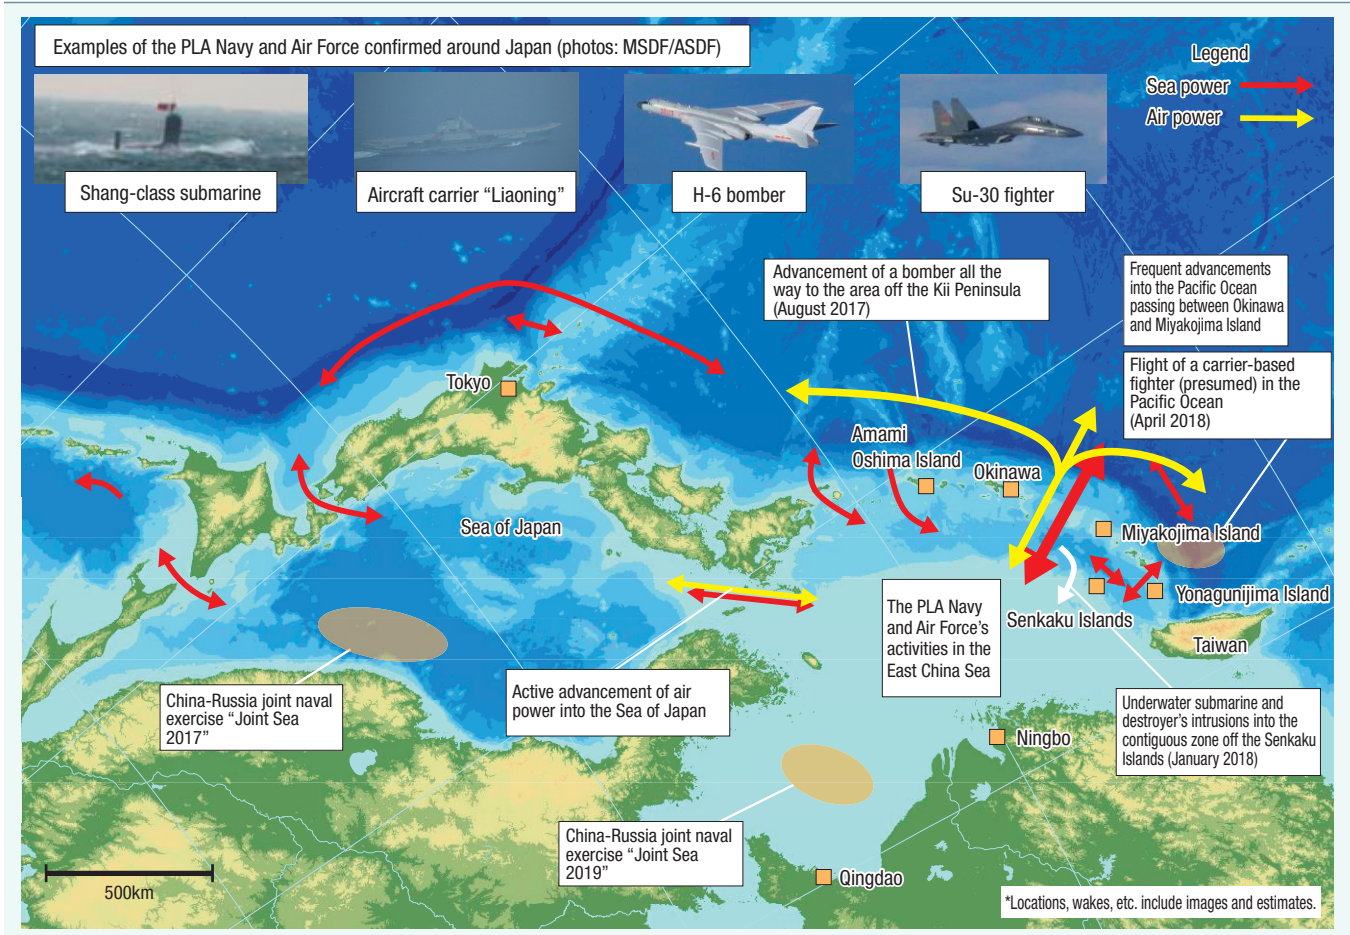 Examples of the PLA Navy and Air Force confirmed around Japan (photos: MSDF/ASDF)
Legend
Sea power
Air power
Shang-class submarine
Aircraft carrier “Liaoning”
H-6 bomber
Su-30 fighter
Advancement of a bomber all the
way to the area off the Kii Peninsula
(August 2017)
Frequent advancements
into the Pacific Ocean
passing between Okinawa
and Miyakojima Island
Flight of a carrier-based
fighter (presumed) in the
Pacific Ocean
(April 2018)
Tokyo
Amami
Oshima Island
Okinawa
Sea of Japan
Miyakojima Island
The PLA Navy
and Air Force’s
activities in the
East China Sea
Senkaku Islands
Yonagunijima Island
Taiwan
China-Russia joint naval
exercise “Joint Sea
2017”
Active advancement of air
power into the Sea of Japan
Underwater submarine and
destroyer’s intrusions into the
contiguous zone off the Senkaku
Islands (January 2018)
Ningbo
China-Russia joint naval
exercise “Joint Sea
2019”
Qingdao
500km
*Locations, wakes, etc. include images and estimates.